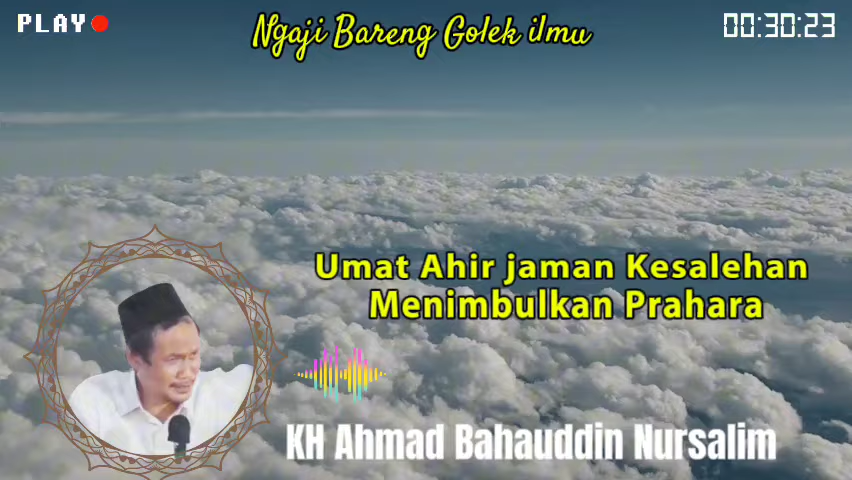 PLAY
Ngaji Bareng Golek ilmu
00:30:23
Umat Ahir jaman Kesalehan
Menimbulkan Prahara
KH Ahmad Bahauddin Nursalim